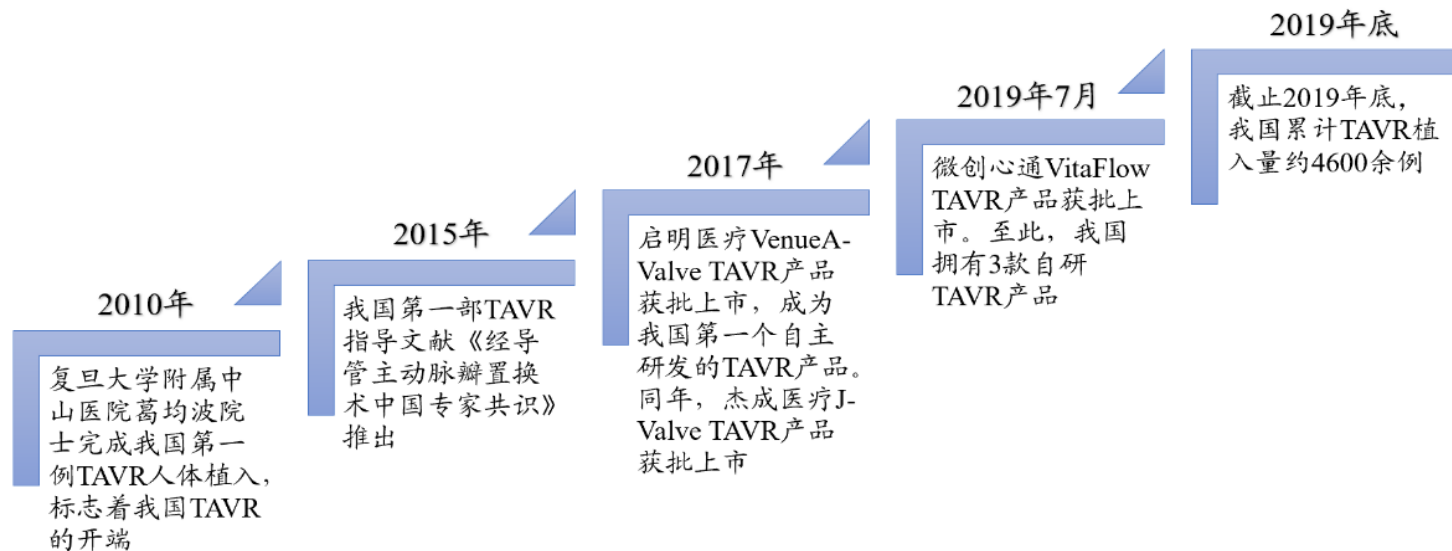 2010年
复旦大学附属中
山医院葛均波院
士完成我国第一
例TAVR人体植入，
标志着我国TAVR
的开端
2015年
我国第一部TAVR
指导文献《经导
管主动脉瓣置换
术中国专家共识》
推出
2017年
启明医疗VenueA-
Valve TAVR产品
获批上市，成为
我国第一个自主
研发的TAVR产品。
同年，杰成医疗J-
Valve TAVR产品
获批上市
2019年7月
微创心通VitaFlow
TAVR产品获批上
市。至此，我国
拥有3款自研
TAVR产品
2019年底
截止2019年底，
我国累计TAVR植
入量约4600余例